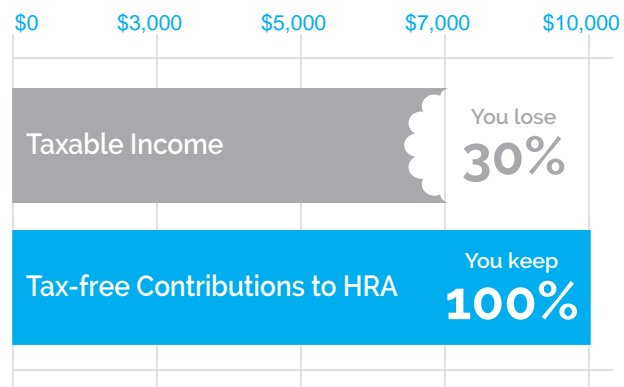 $0 $3,000 $5,000 $7,000 $10,000
Taxable Income
You lose
30%
Tax-free Contributions to HRA
You keep
100%